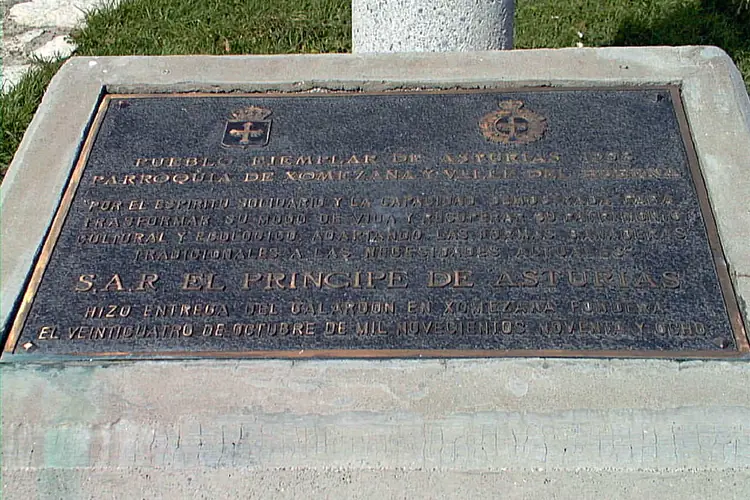 PUEBLO EJEMPLAR DE ASTURIAS 1998
PARROQUIA DE XOMEZANA Y VALLE DEL HUERNA
POR EL ESPIRITU SOLIDARIO Y LA CAPACIDAD DEMOSTRADA PARA
TRASFORMAR SU MODO DE VIDA Y RECUPERAR SU PATRIMONIO
CULTURAL Y ECOLOGICO, ADAPTANDO LAS FORMAS GANADERAS
TRADICIONALES A LAS NECESIDADES ACTUALES
S.A.R EL PRINCIPE DE ASTURIAS
HIZO ENTREGA DEL GALARDON EN XOMEZANA FONDERA
EL VEINTICUATRO DE OCTUBRE DE MIL NOVECIENTOS NOVENTA Y OCHO